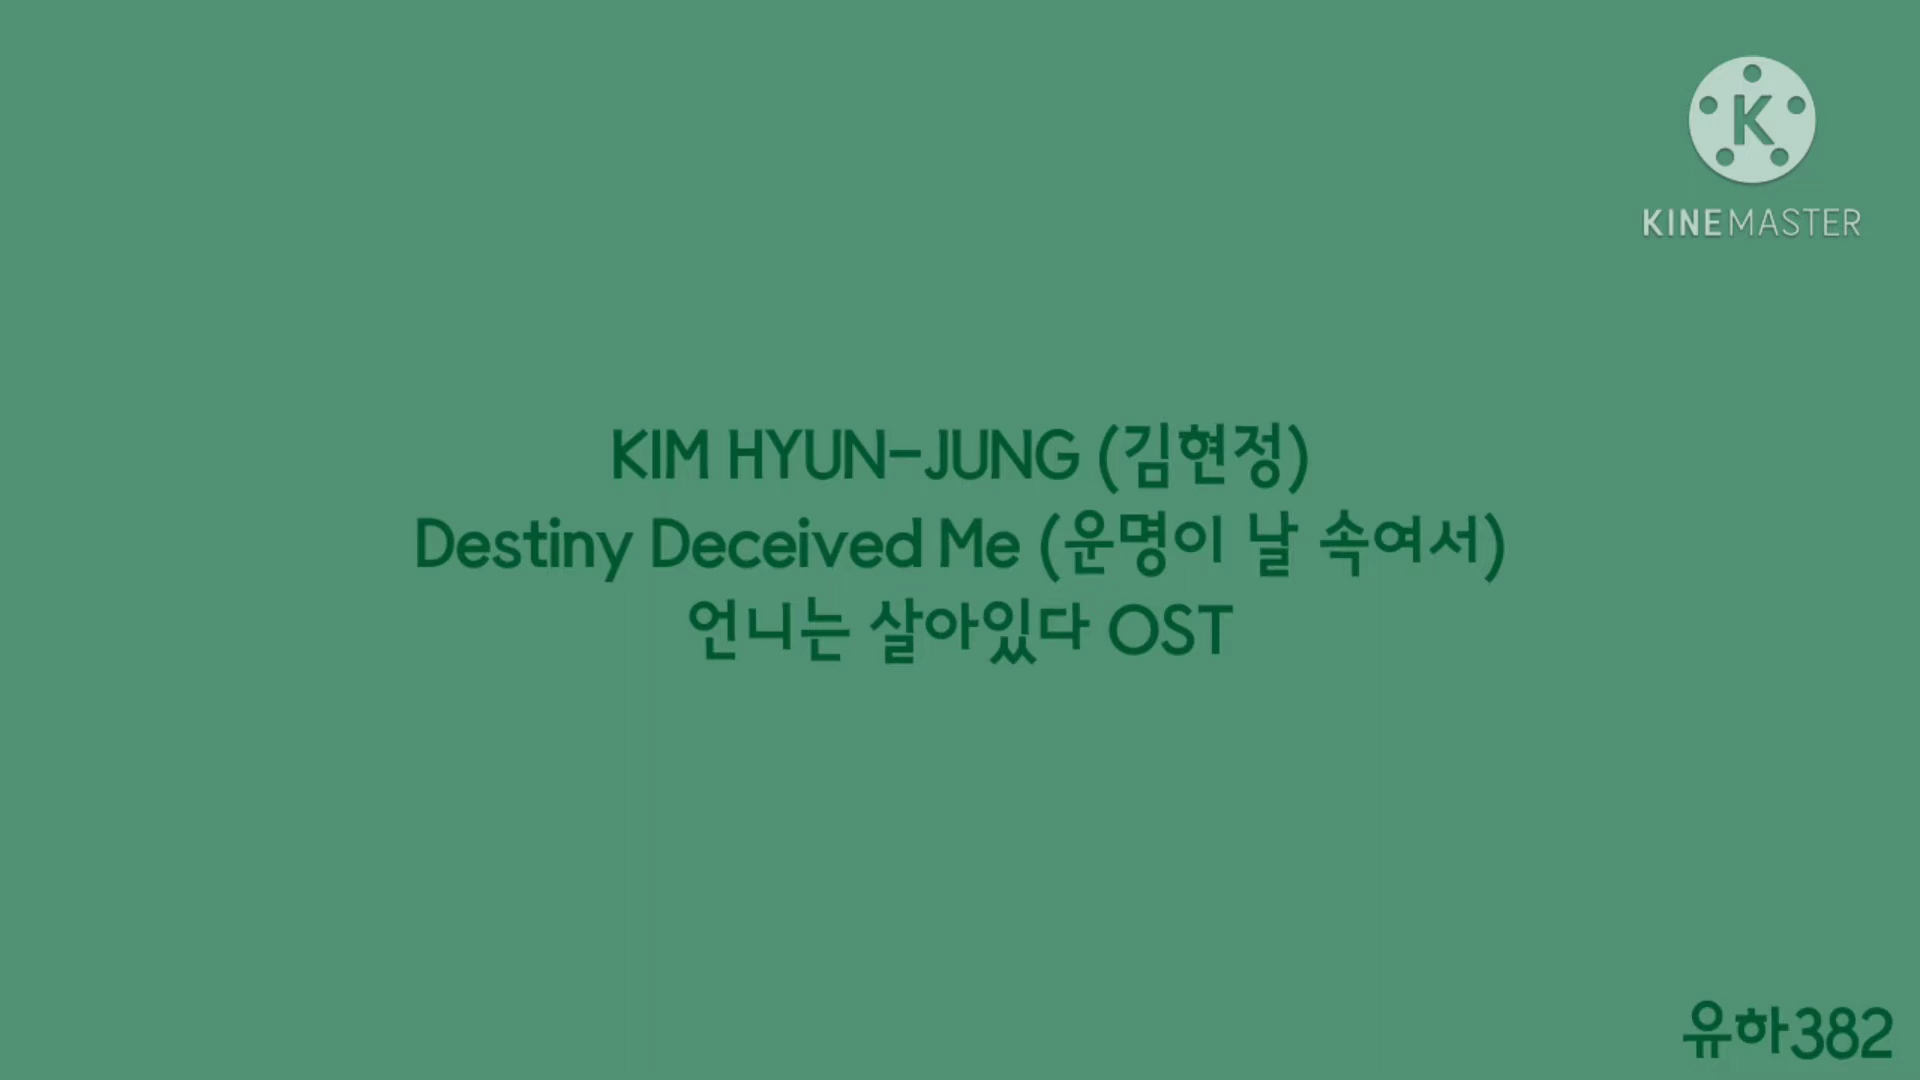 K
KINEMASTER
KIM HYUN-JUNG (김현정)
Destiny Deceived Me (운명이 날 속여서)
언니는 살아있다 OST
유하382